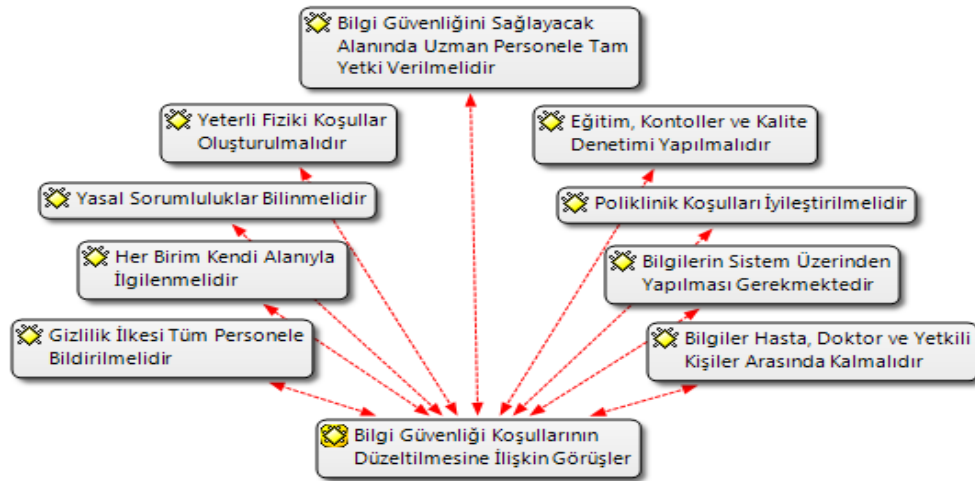 Bilgi Güvenliğini Sağlayacak
Alanında Uzman Personele Tam
Yetki Verilmelidir
Yeterli Fiziki Koşullar
Oluşturulmalıdır
Eğitim, Kontoller ve Kalite
Denetimi Yapılmalıdır
Yasal Sorumluluklar Bilinmelidir
Poliklinik Koşulları İyileştirilmelidir
Her Birim Kendi Alanıyla
İlgilenmelidir
Bilgilerin Sistem Üzerinden
Yapılması Gerekmektedir
Gizlilik İlkesi Tüm Personele
Bildirilmelidir
Bilgiler Hasta, Doktor ve Yetkili
Kişiler Arasında Kalmalıdır
Bilgi Güvenliği Koşullarının
Düzeltilmesine İlişkin Görüşler